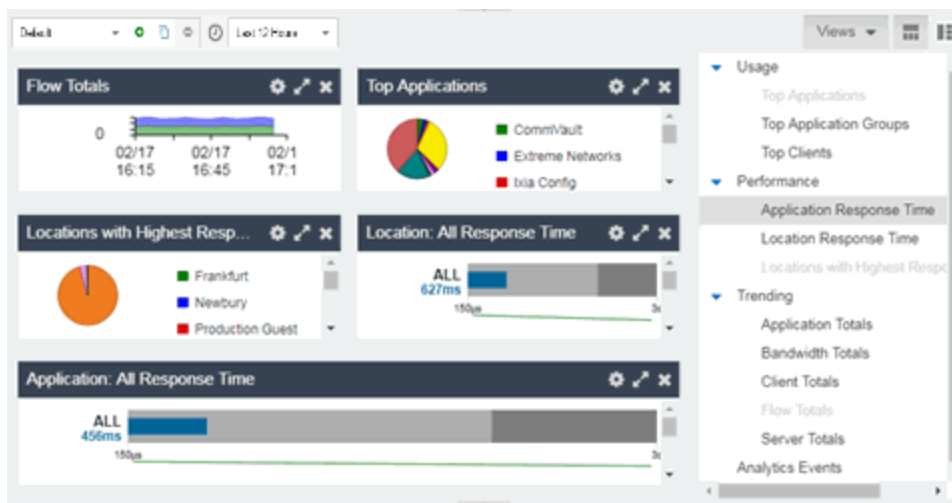 Default
Last 12 Hours
Views
Flow Totals
0
02/17 02/17 02/1
16:15 16:45 17:1
Top Applications
CommVault
Extreme Networks
Ixia Config
Locations with Highest Resp...
Frankfurt
Newbury
Production Guest
Location: All Response Time
ALL
627ms
150µs
Application: All Response Time
ALL
456ms
150µs
Usage
Top Applications
Top Application Groups
Top Clients
Performance
Application Response Time
Location Response Time
Locations with Highest Respo
Trending
Application Totals
Bandwidth Totals
Client Totals
Flow Totals
Server Totals
Analytics Events